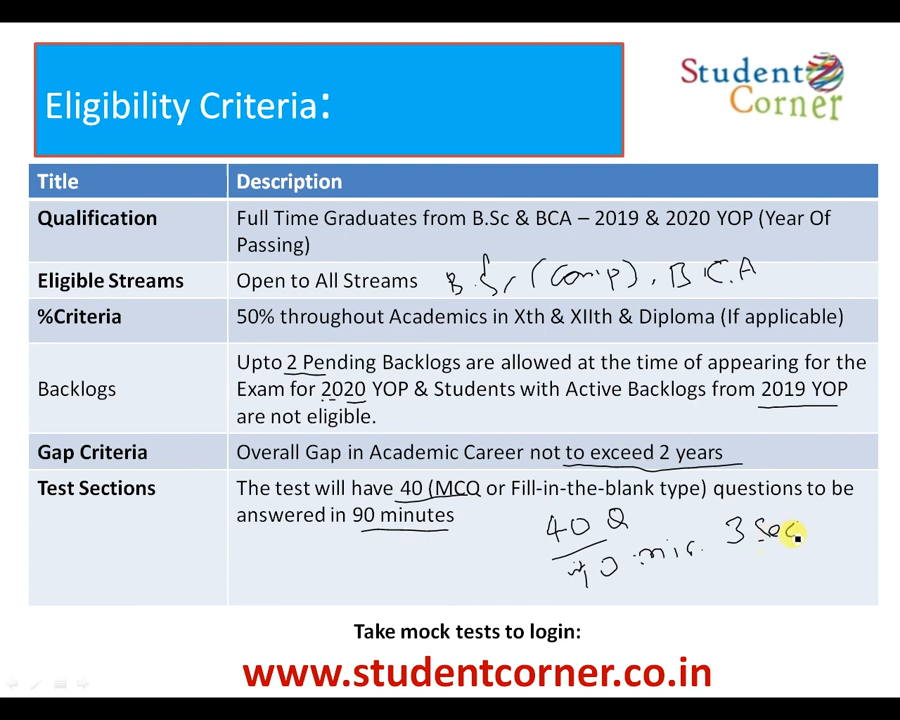 Eligibility Criteria:
Student
Corner
Title Description
Qualification Full Time Graduates from B.Sc & BCA – 2019 & 2020 YOP (Year Of
Passing)
Eligible Streams Open to All Streams B.Sc (Comp), B C.A
%Criteria 50% throughout Academics in Xth & XIIth & Diploma (If applicable)
Backlogs Upto 2 Pending Backlogs are allowed at the time of appearing for the
Exam for 2020 YOP & Students with Active Backlogs from 2019 YOP
are not eligible.
Gap Criteria Overall Gap in Academic Career not to exceed 2 years
Test Sections The test will have 40 (MCQ or Fill-in-the-blank type) questions to be
answered in 90 minutes
40 Q 3 Sec
90 min.
Take mock tests to login:
www.studentcorner.co.in